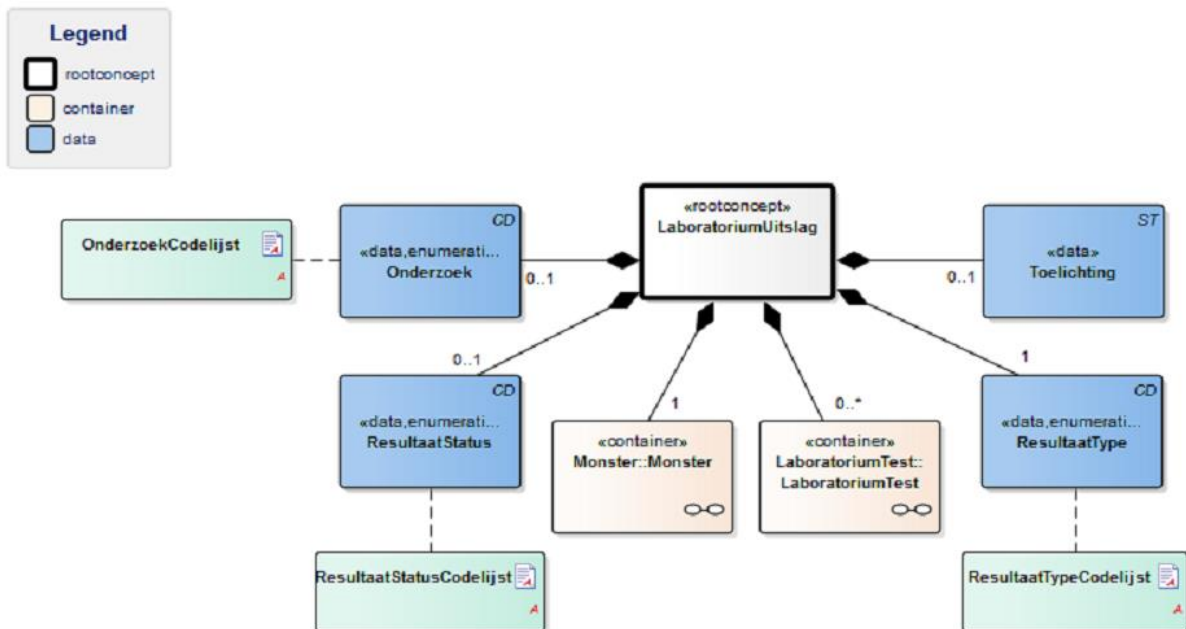 Legend
rootconcept
container
data
«rootconcept»
LaboratoriumUitslag
CD
«data,enumerati...
Onderzoek
OnderzoekCodelijst
A
0..1
ST
«data»
Toelichting
0..1
0..1
1
0..*
1
CD
«data,enumerati...
ResultaatStatus
«container»
Monster::Monster
«container»
LaboratoriumTest::
LaboratoriumTest
CD
«data,enumerati...
ResultaatType
ResultaatStatusCodelijst
A
ResultaatTypeCodelijst
A